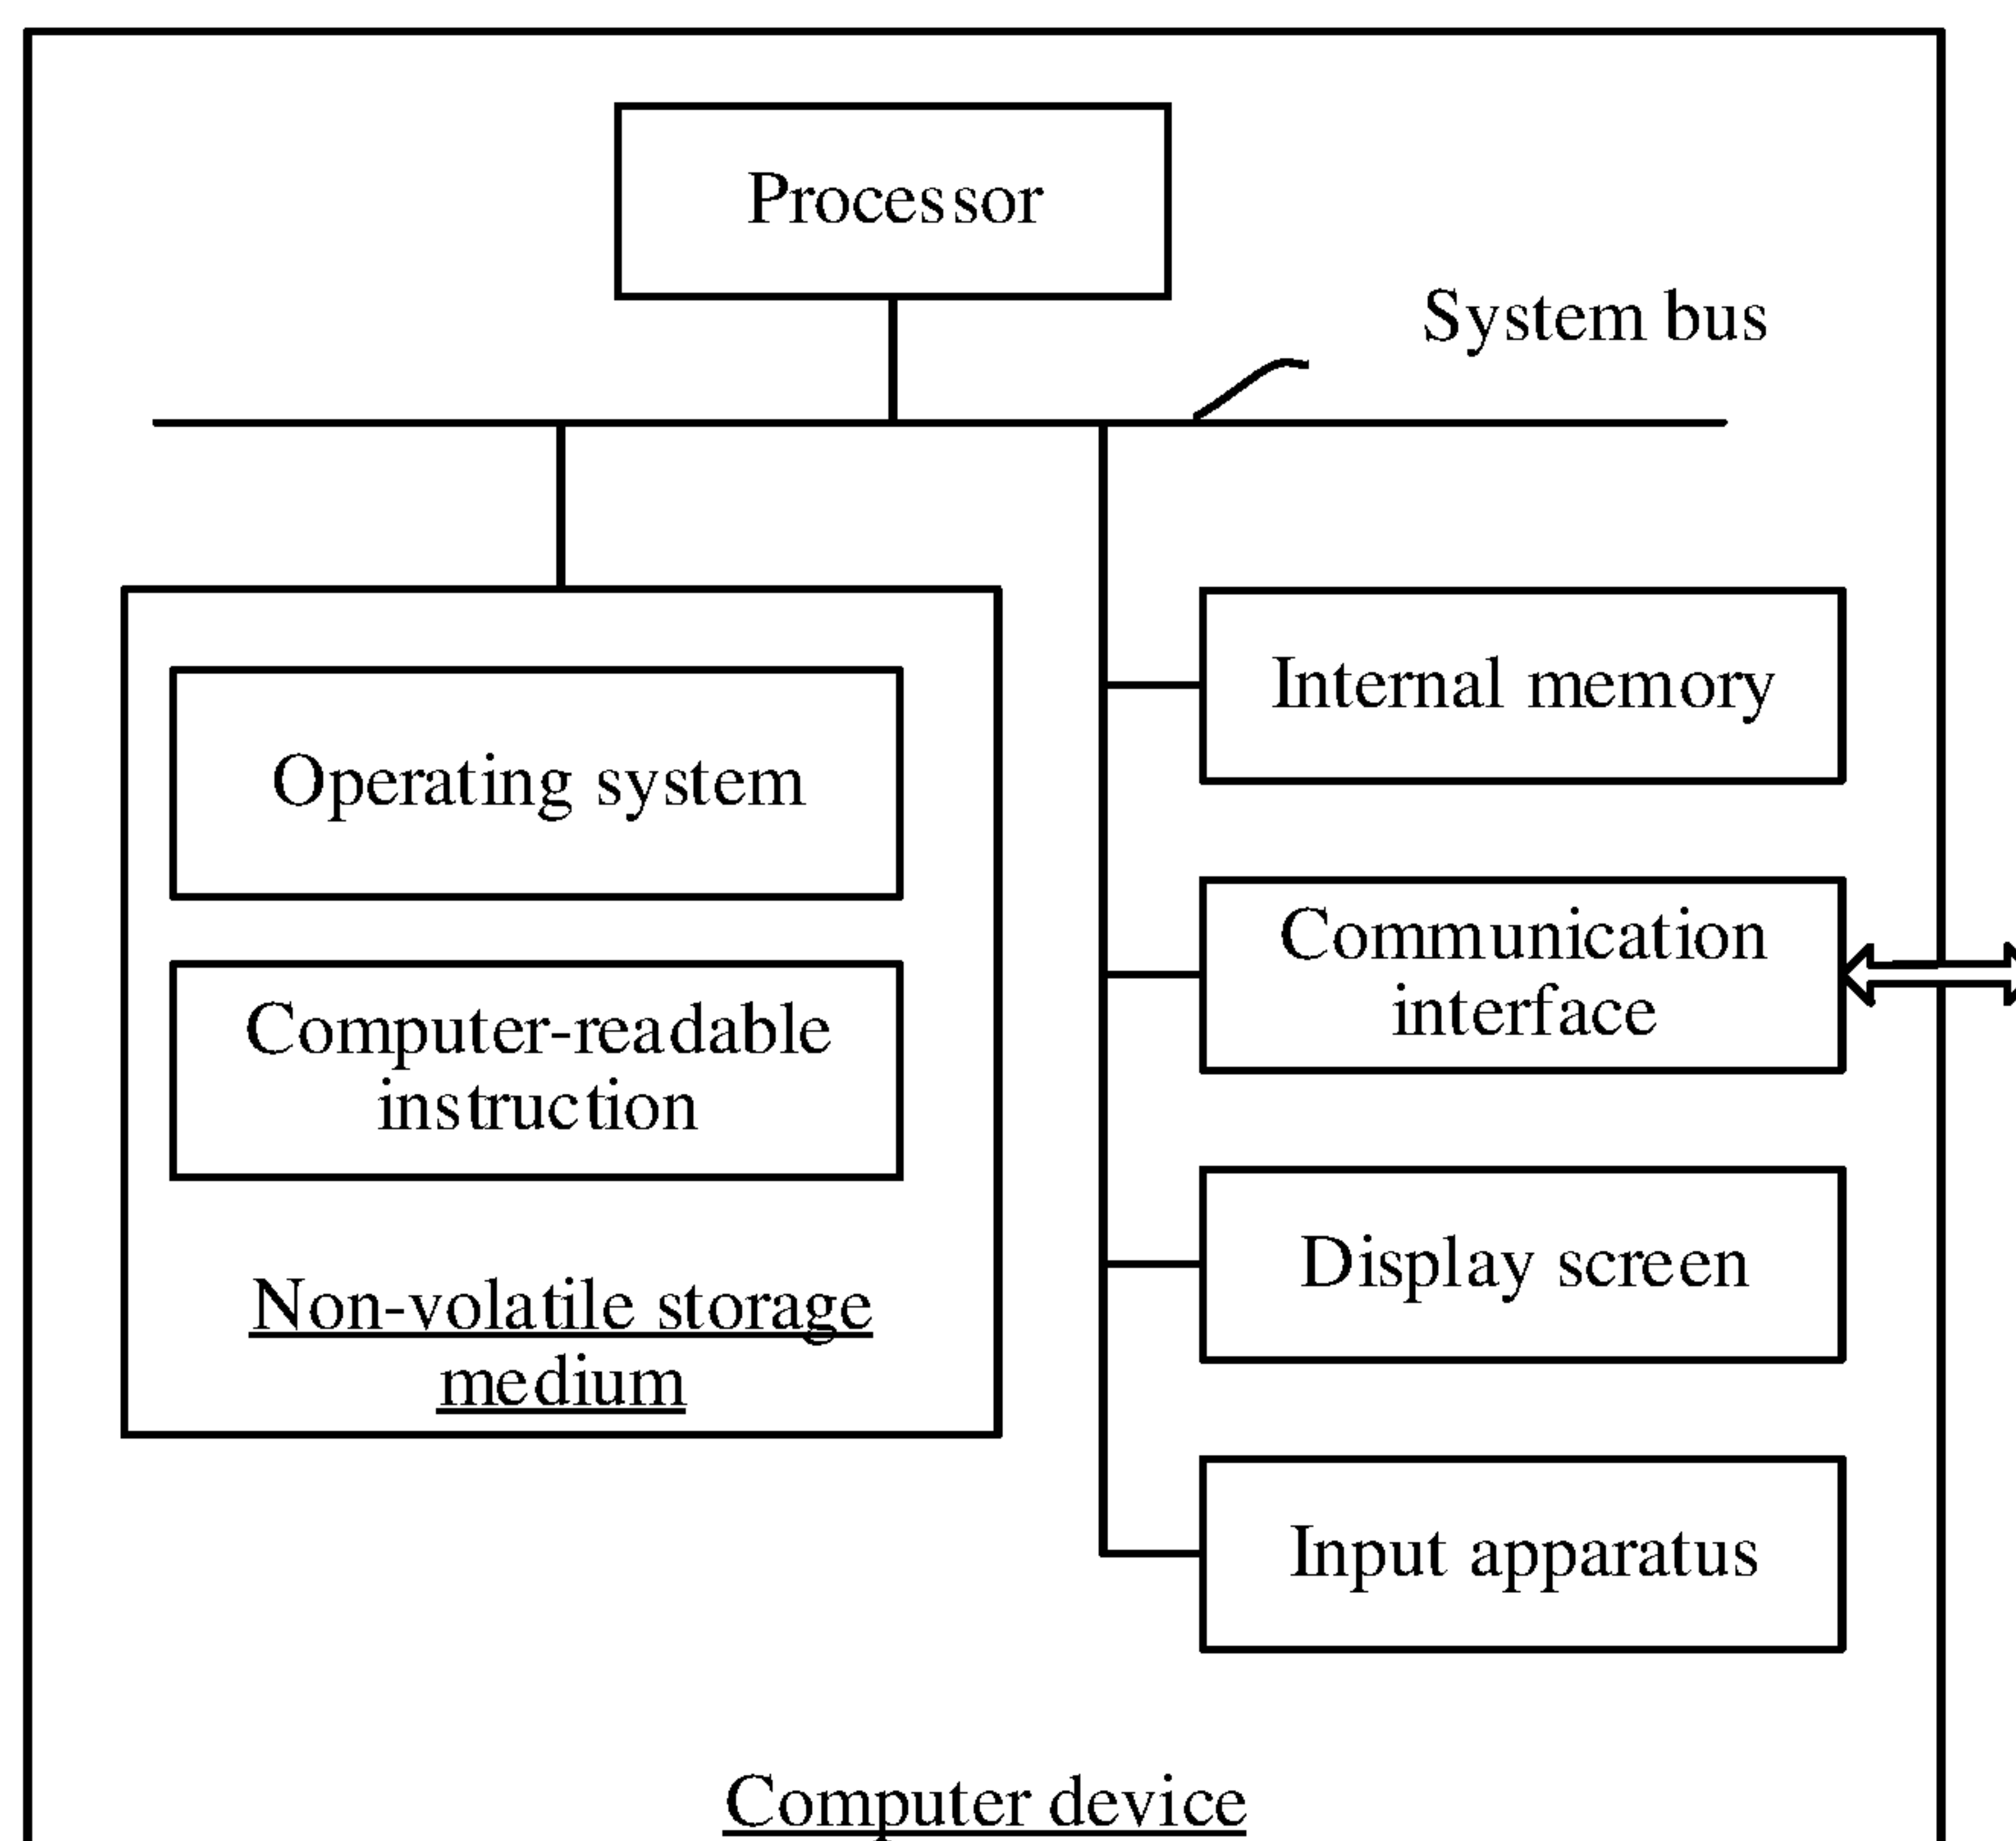 Processor
System bus
Operating system
Computer-readable
instruction
Non-volatile storage
medium
Internal memory
Communication
interface
Display screen
Input apparatus
Computer device